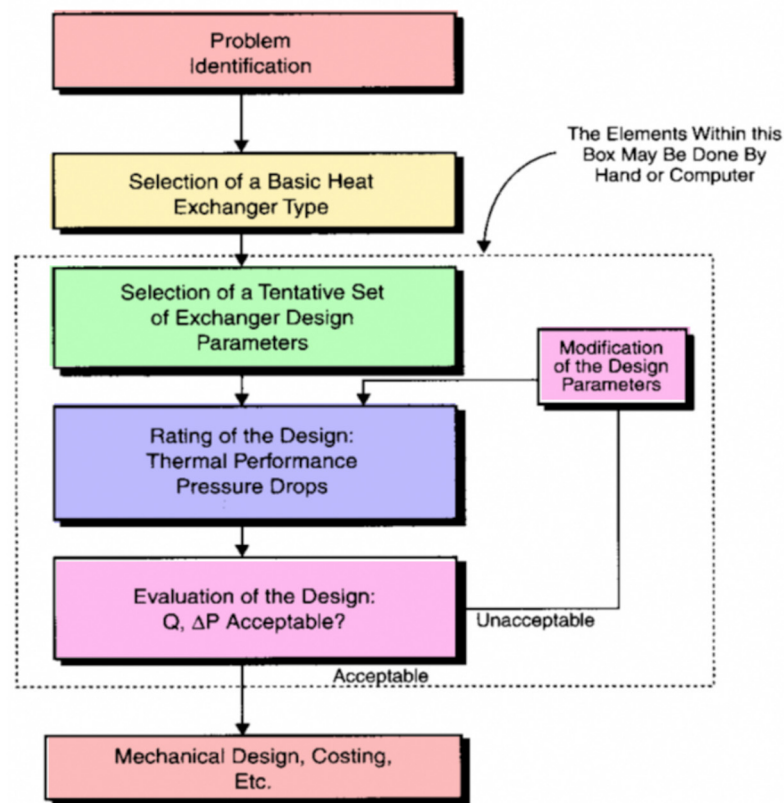 Problem
Identification
The Elements Within this
Box May Be Done By
Hand or Computer
Selection of a Basic Heat
Exchanger Type
Selection of a Tentative Set
of Exchanger Design
Parameters
Modification
of the Design
Parameters
Rating of the Design:
Thermal Performance
Pressure Drops
Evaluation of the Design:
Q, ΔP Acceptable?
Unacceptable
Acceptable
Mechanical Design, Costing,
Etc.